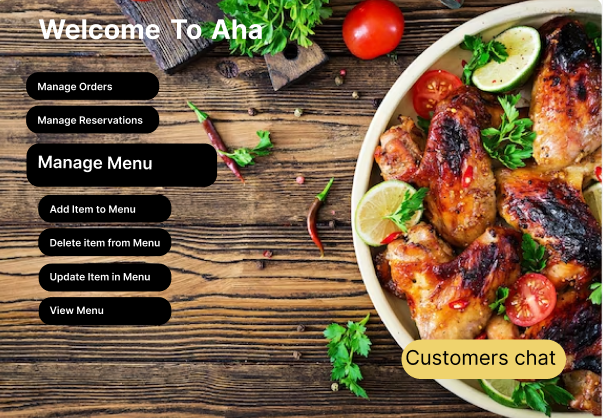 Welcome To Aha
Manage Orders
Manage Reservations
Manage Menu
Add Item to Menu
Delete item from Menu
Update Item in Menu
View Menu
Customers chat